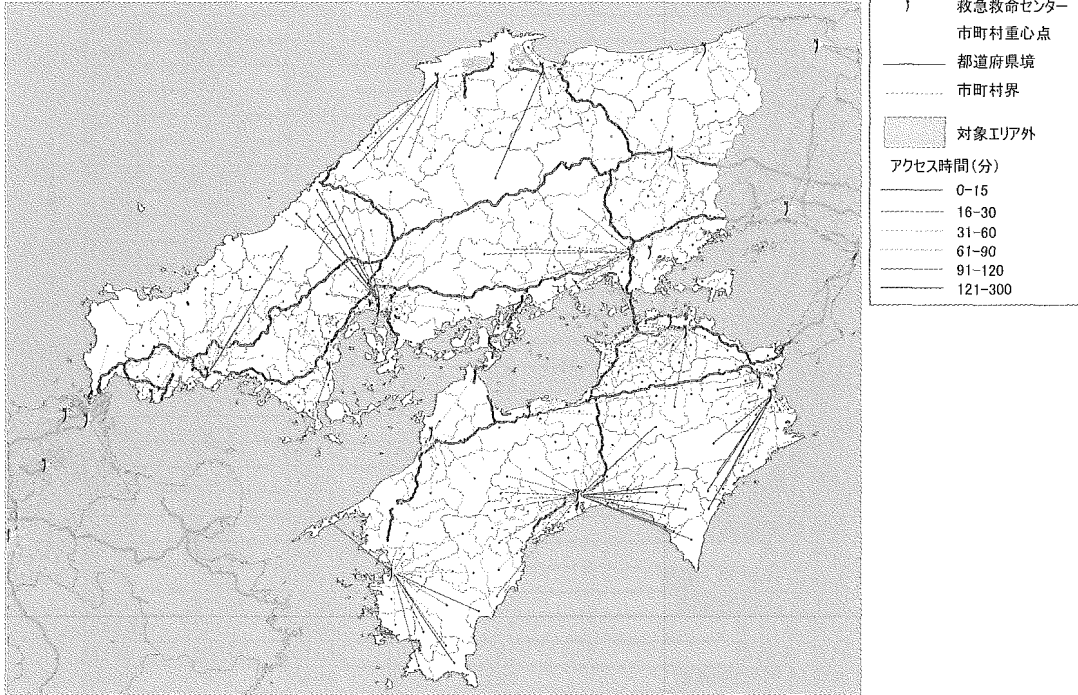 救急救命センター
市町村重心点
都道府県境
市町村界
対象エリア外
アクセス時間(分)
0-15
16-30
31-60
61-90
91-120
121-300